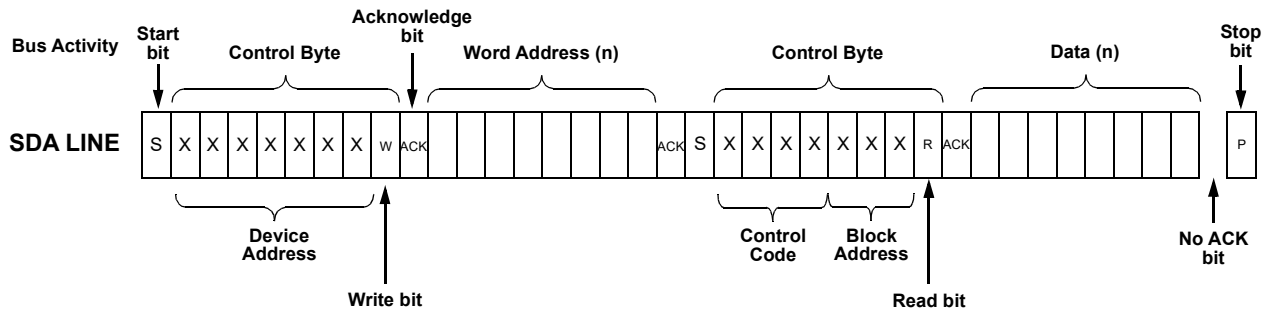 Bus Activity
Start
bit
Control Byte
Acknowledge
bit
Word Address (n)
Control Byte
Data (n)
Stop
bit
SDA LINE
S X X X X X X X W ACK ACK S X X X X X X X R ACK P
Device
Address
Write bit
Control
Code
Block
Address
Read bit
No ACK
bit